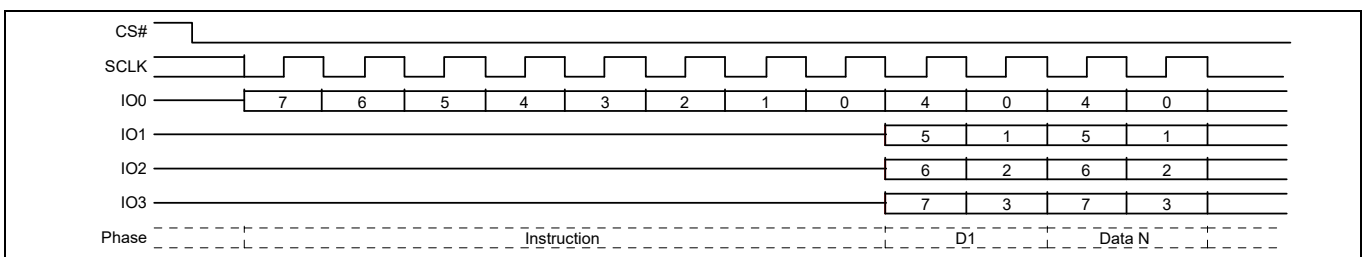 CS#
SCLK
IO0 7 6 5 4 3 2 1 0 4 0 4 0
IO1 5 1 5 1
IO2 6 2 6 2
IO3 7 3 7 3
Phase Instruction D1 Data N